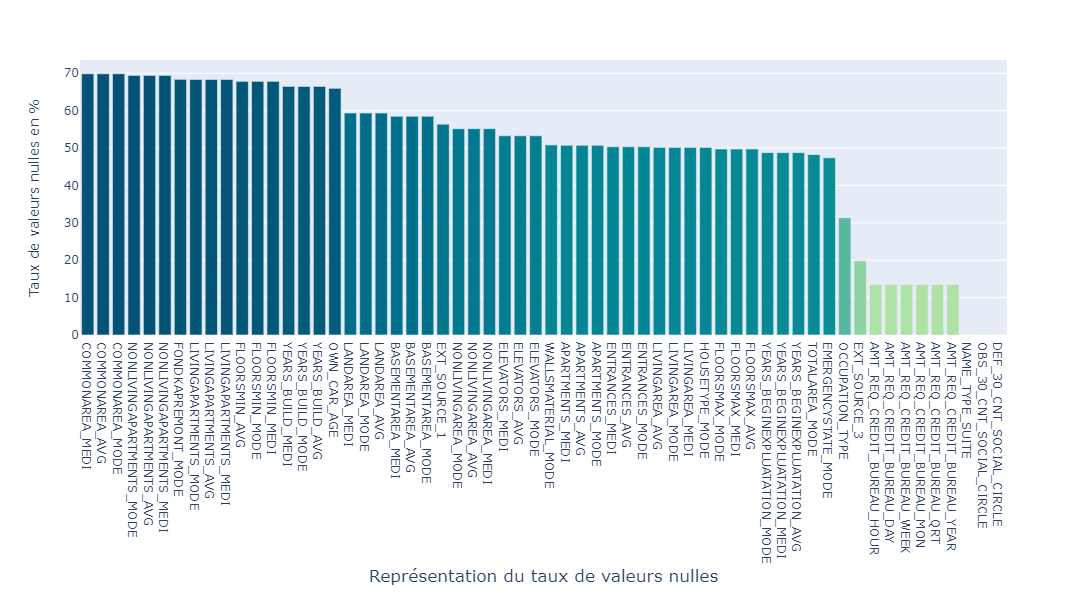 Taux de valeurs nulles en %
70
60
50
40
30
20
10
0
COMMONAREA_MEDI
COMMONAREA_AVG
COMMONAREA_MODE
NONLIVINGAPARTMENTS_MODE
NONLIVINGAPARTMENTS_AVG
NONLIVINGAPARTMENTS_MEDI
FONDKAPREMONT_MODE
LIVINGAPARTMENTS_MODE
LIVINGAPARTMENTS_AVG
LIVINGAPARTMENTS_MEDI
FLOORSMIN_AVG
FLOORSMIN_MODE
FLOORSMIN_MEDI
YEARS_BUILD_MEDI
YEARS_BUILD_MODE
YEARS_BUILD_AVG
OWN_CAR_AGE
LANDAREA_MEDI
LANDAREA_MODE
LANDAREA_AVG
BASEMENTAREA_MEDI
BASEMENTAREA_AVG
BASEMENTAREA_MODE
EXT_SOURCE_1
NONLIVINGAREA_MODE
NONLIVINGAREA_AVG
NONLIVINGAREA_MEDI
ELEVATORS_MEDI
ELEVATORS_AVG
ELEVATORS_MODE
WALLSMATERIAL_MODE
APARTMENTS_MEDI
APARTMENTS_AVG
APARTMENTS_MODE
ENTRANCES_MEDI
ENTRANCES_AVG
ENTRANCES_MODE
LIVINGAREA_AVG
LIVINGAREA_MODE
LIVINGAREA_MEDI
HOUSETYPE_MODE
FLOORSMAX_MODE
FLOORSMAX_MEDI
FLOORSMAX_AVG
YEARS_BEGINEXPLUATATION_MODE
YEARS_BEGINEXPLUATATION_MEDI
YEARS_BEGINEXPLUATATION_AVG
TOTALAREA_MODE
EMERGENCYSTATE_MODE
OCCUPATION_TYPE
EXT_SOURCE_3
AMT_REQ_CREDIT_BUREAU_HOUR
AMT_REQ_CREDIT_BUREAU_DAY
AMT_REQ_CREDIT_BUREAU_WEEK
AMT_REQ_CREDIT_BUREAU_MON
AMT_REQ_CREDIT_BUREAU_QRT
AMT_REQ_CREDIT_BUREAU_YEAR
NAME_TYPE_SUITE
OBS_30_CNT_SOCIAL_CIRCLE
DEF_30_CNT_SOCIAL_CIRCLE
Représentation du taux de valeurs nulles